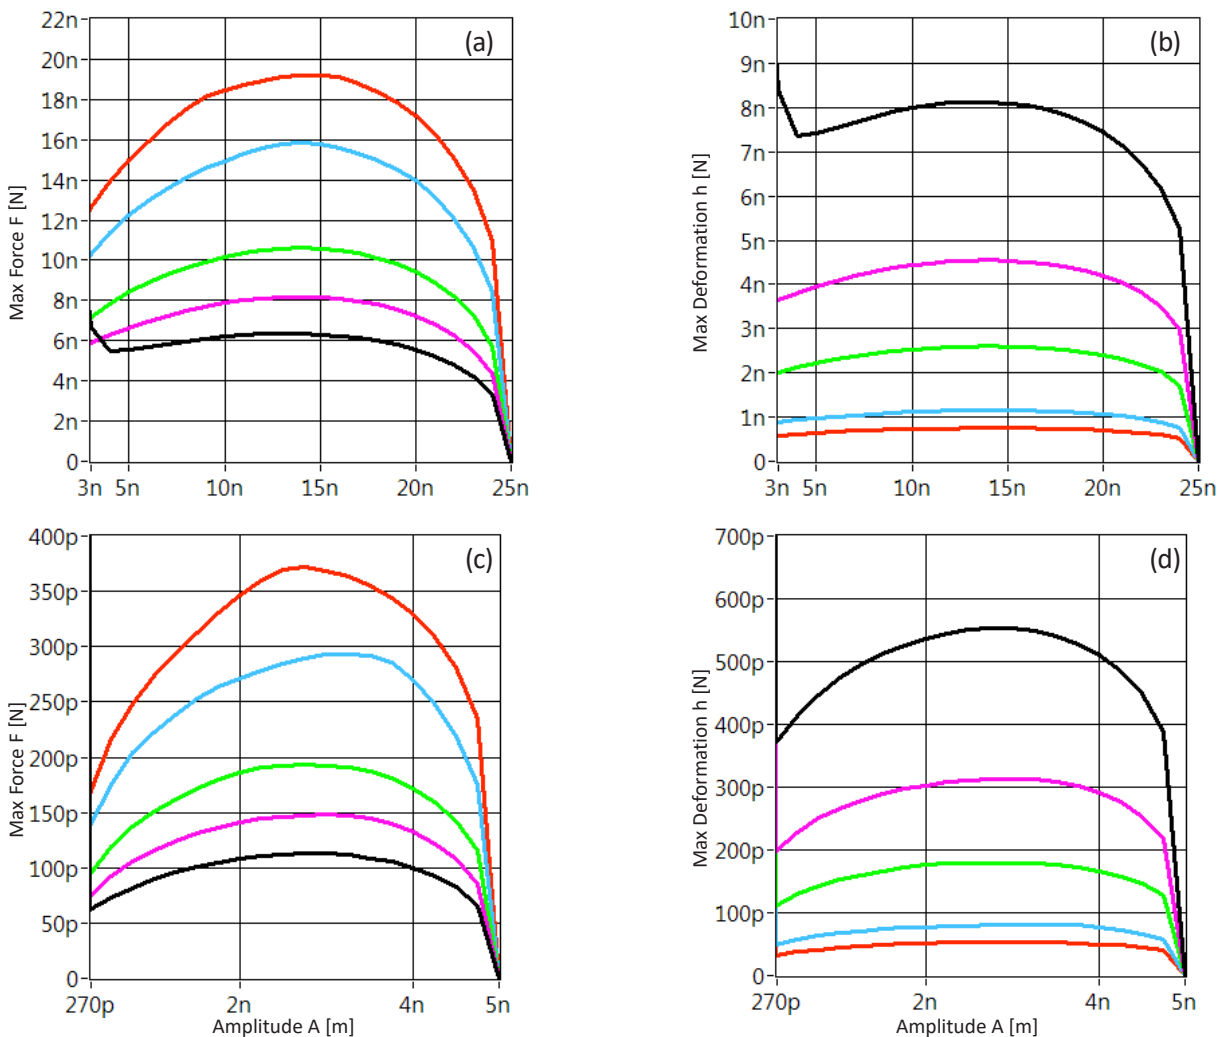 22n
20n
18n
16n
14n
12n
10n
8n
6n
4n
2n
0
Max Force F [N]
(a)
3n 5n 10n 15n 20n 25n
10n
9n
8n
7n
6n
5n
4n
3n
2n
1n
0
Max Deformation h [N]
(b)
3n 5n 10n 15n 20n 25n
400p
350p
300p
250p
200p
150p
100p
50p
0
Max Force F [N]
(c)
270p 2n 4n 5n
Amplitude A [m]
700p
600p
500p
400p
300p
200p
100p
0
Max Deformation h [N]
(d)
270p 2n 4n 5n
Amplitude A [m]